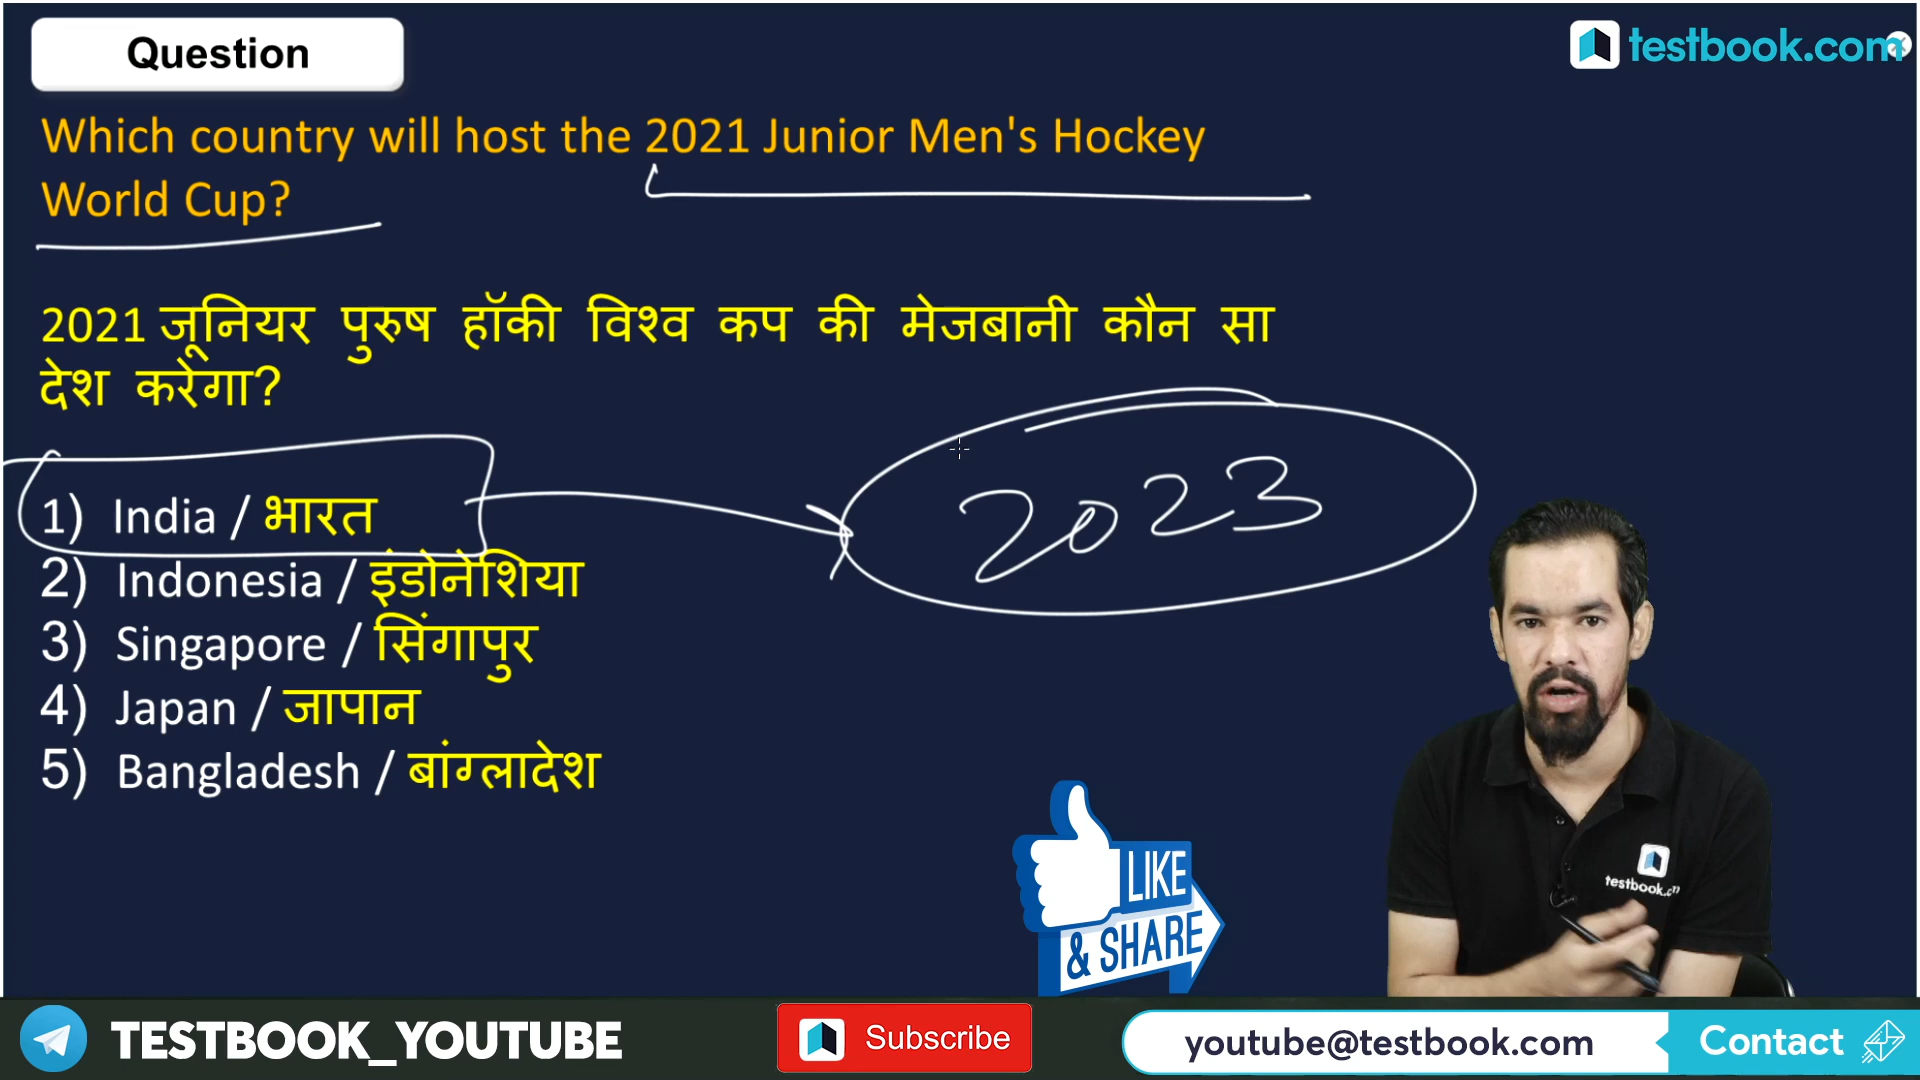 Question
testbook.com
Which country will host the 2021 Junior Men's Hockey
World Cup?
2021 जूनियर पुरुष हॉकी विश्व कप की मेजबानी कौन सा
देश करेगा?
1) India / भारत
2) Indonesia / इंडोनेशिया
3) Singapore / सिंगापुर
4) Japan / जापान
5) Bangladesh / बांग्लादेश
2023
LIKE
& SHARE
testbook.c
TESTBOOK_YOUTUBE
Subscribe
youtube@testbook.com
Contact